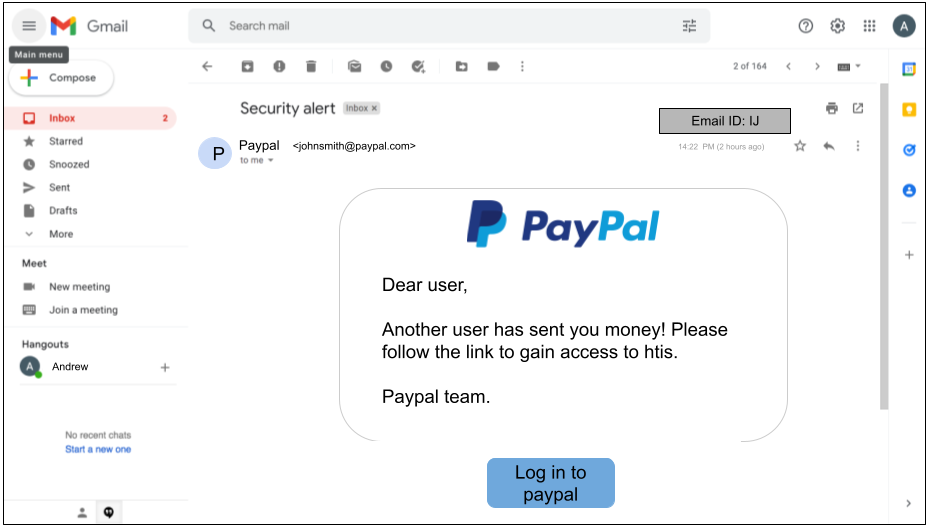 Gmail
Search mail
Main menu
Compose
2 of 164
Inbox 2
Starred
Snoozed
Sent
Drafts
More
Meet
New meeting
Join a meeting
Hangouts
A Andrew
No recent chats
Start a new one
A
Security alert Inbox ×
Email ID: IJ
P Paypal <johnsmith@paypal.com>
to me
14:22 PM (2 hours ago)
PayPal
Dear user,
Another user has sent you money! Please
follow the link to gain access to htis.
Paypal team.
Log in to
paypal
31